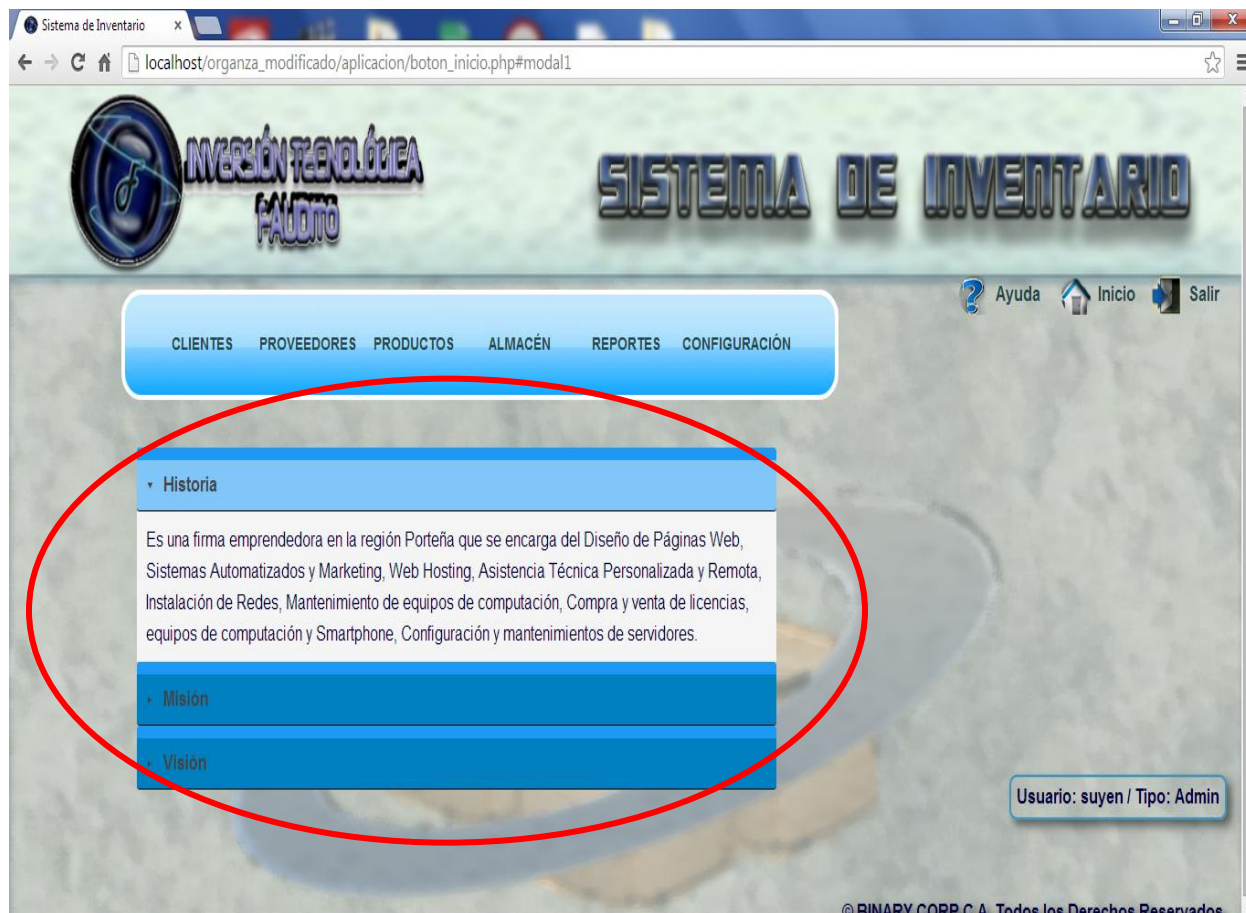 Sistema de Inventario
localhost/organza_modificado/aplicacion/boton_inicio.php#modal1
INVERSIÓN TECNOLÓGICA
FAUDITO
SISTEMA DE INVENTARIO
Ayuda Inicio Salir
CLIENTES PROVEEDORES PRODUCTOS ALMACÉN REPORTES CONFIGURACIÓN
Historia
Es una firma emprendedora en la región Porteña que se encarga del Diseño de Páginas Web,
Sistemas Automatizados y Marketing, Web Hosting, Asistencia Técnica Personalizada y Remota,
Instalación de Redes, Mantenimiento de equipos de computación, Compra y venta de licencias,
equipos de computación y Smartphone, Configuración y mantenimientos de servidores.
Misión
Visión
Usuario: suyen / Tipo: Admin
© BINARY CORP C.A. Todos los Derechos Reservados